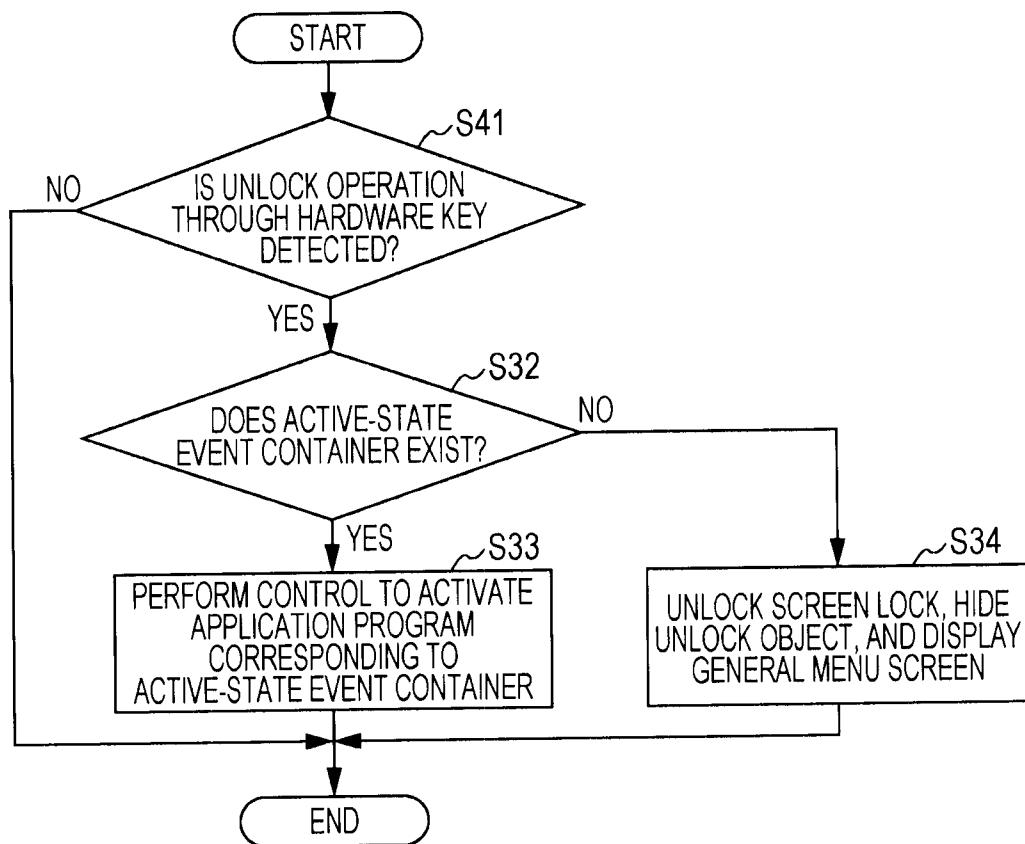 START
S41
NO
IS UNLOCK OPERATION
THROUGH HARDWARE KEY
DETECTED?
YES
S32
NO
DOES ACTIVE-STATE
EVENT CONTAINER EXIST?
YES
S33
S34
PERFORM CONTROL TO ACTIVATE
APPLICATION PROGRAM
CORRESPONDING TO
ACTIVE-STATE EVENT CONTAINER
UNLOCK SCREEN LOCK, HIDE
UNLOCK OBJECT, AND DISPLAY
GENERAL MENU SCREEN
END